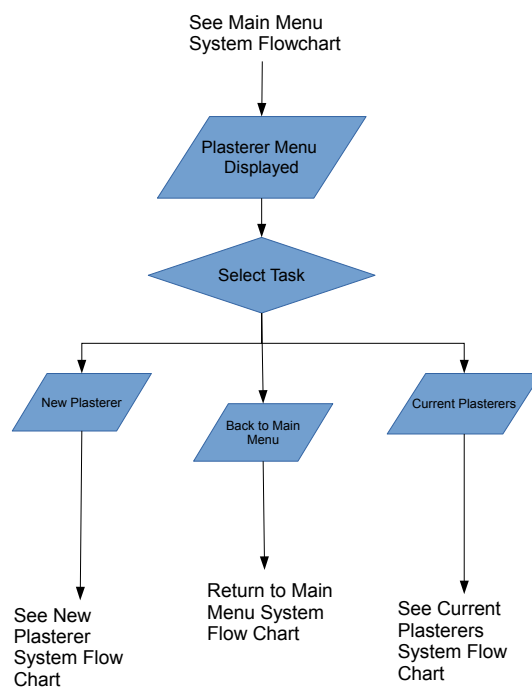 See Main Menu
System Flowchart
Plasterer Menu
Displayed
Select Task
New Plasterer
Back to Main
Menu
Current Plasterers
See New
Plasterer
System Flow
Chart
Return to Main
Menu System
Flow Chart
See Current
Plasterers
System Flow
Chart